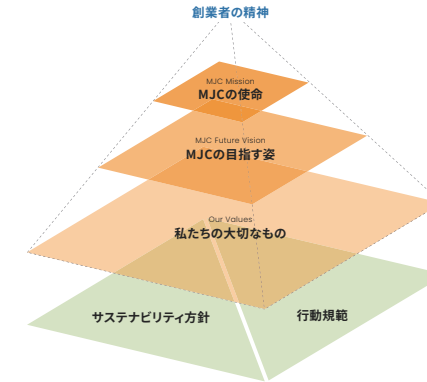 創業者の精神
MJC Mission
MJCの使命
MJC Future Vision
MJCの目指す姿
Our Values
私たちの大切なもの
サステナビリティ方針
行動規範